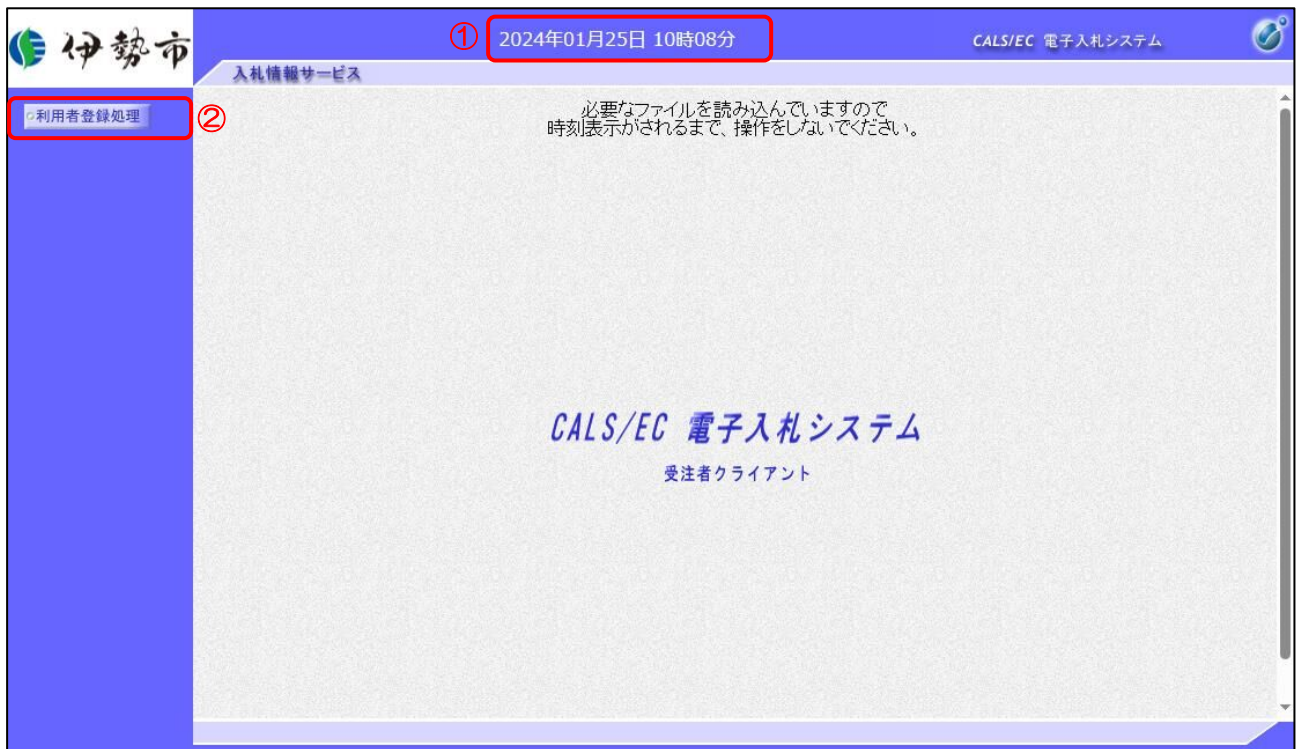 伊勢市
①
2024年01月25日 10時08分
CALS/EC 電子入札システム
入札情報サービス
利用者登録処理
②
必要なファイルを読み込んでいますので
時刻表示がされるまで、操作をしないでください。
CALS/EC 電子入札システム
受注者クライアント